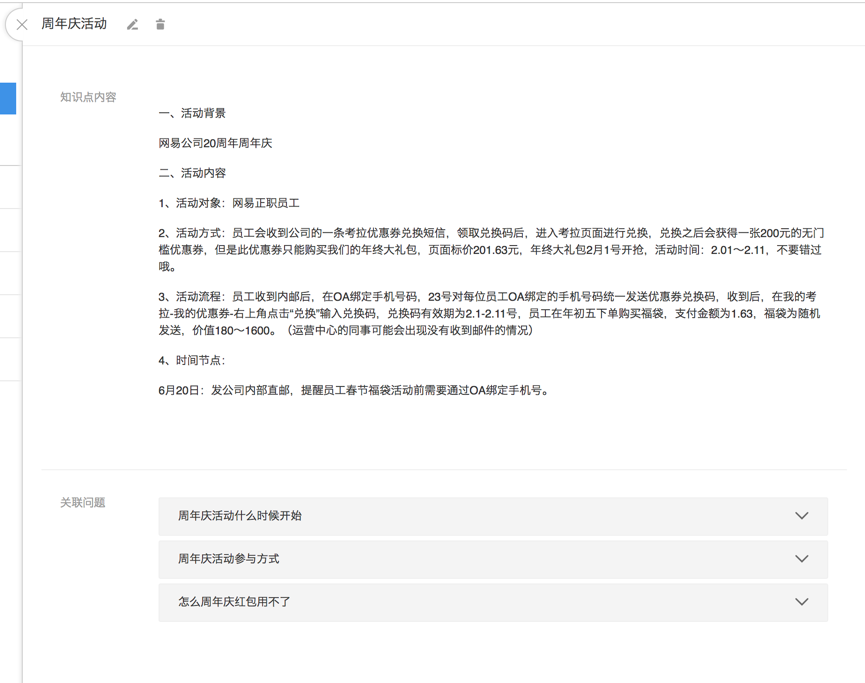 周年庆活动
知识点内容
一、活动背景
网易公司20周年周年庆
二、活动内容
1、活动对象：网易正职员工
2、活动方式：员工会收到公司的一条考拉优惠券兑换短信，领取兑换码后，进入考拉页面进行兑换，兑换之后会获得一张200元的无门
槛优惠券，但是此优惠券只能购买我们的年终大礼包，页面标价201.63元，年终大礼包2月1号开抢，活动时间：2.01～2.11，不要错过
哦。
3、活动流程：员工收到内邮后，在OA绑定手机号码，23号对每位员工OA绑定的手机号码统一发送优惠券兑换码，收到后，在我的考
拉-我的优惠券-右上角点击“兑换”输入兑换码，兑换码有效期为2.1-2.11号，员工在年初五下单购买福袋，支付金额为1.63，福袋为随机
发送，价值180～1600。（运营中心的同事可能会出现没有收到邮件的情况）
4、时间节点：
6月20日：发公司内部直邮，提醒员工春节福袋活动前需要通过OA绑定手机号。
关联问题
周年庆活动什么时候开始
周年庆活动参与方式
怎么周年庆红包用不了